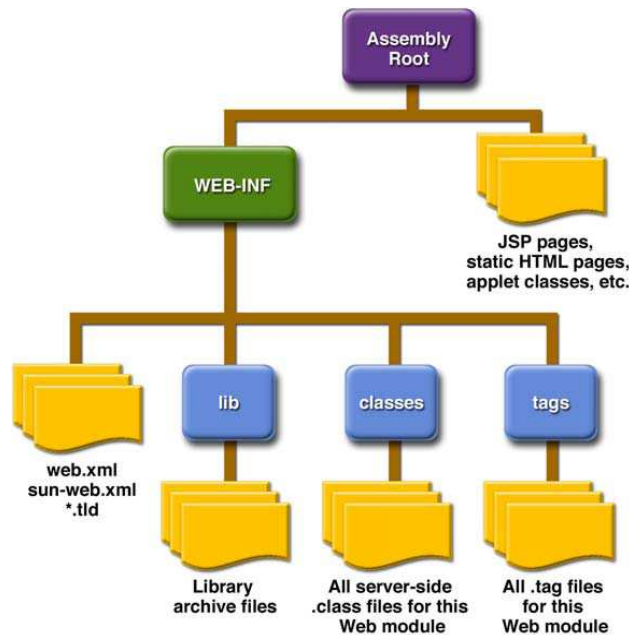 Assembly
Root
WEB-INF
JSP pages,
static HTML pages,
applet classes, etc.
lib
classes
tags
web.xml
sun-web.xml
*.tld
Library
archive files
All server-side
.class files for this
Web module
All .tag files
for this
Web module